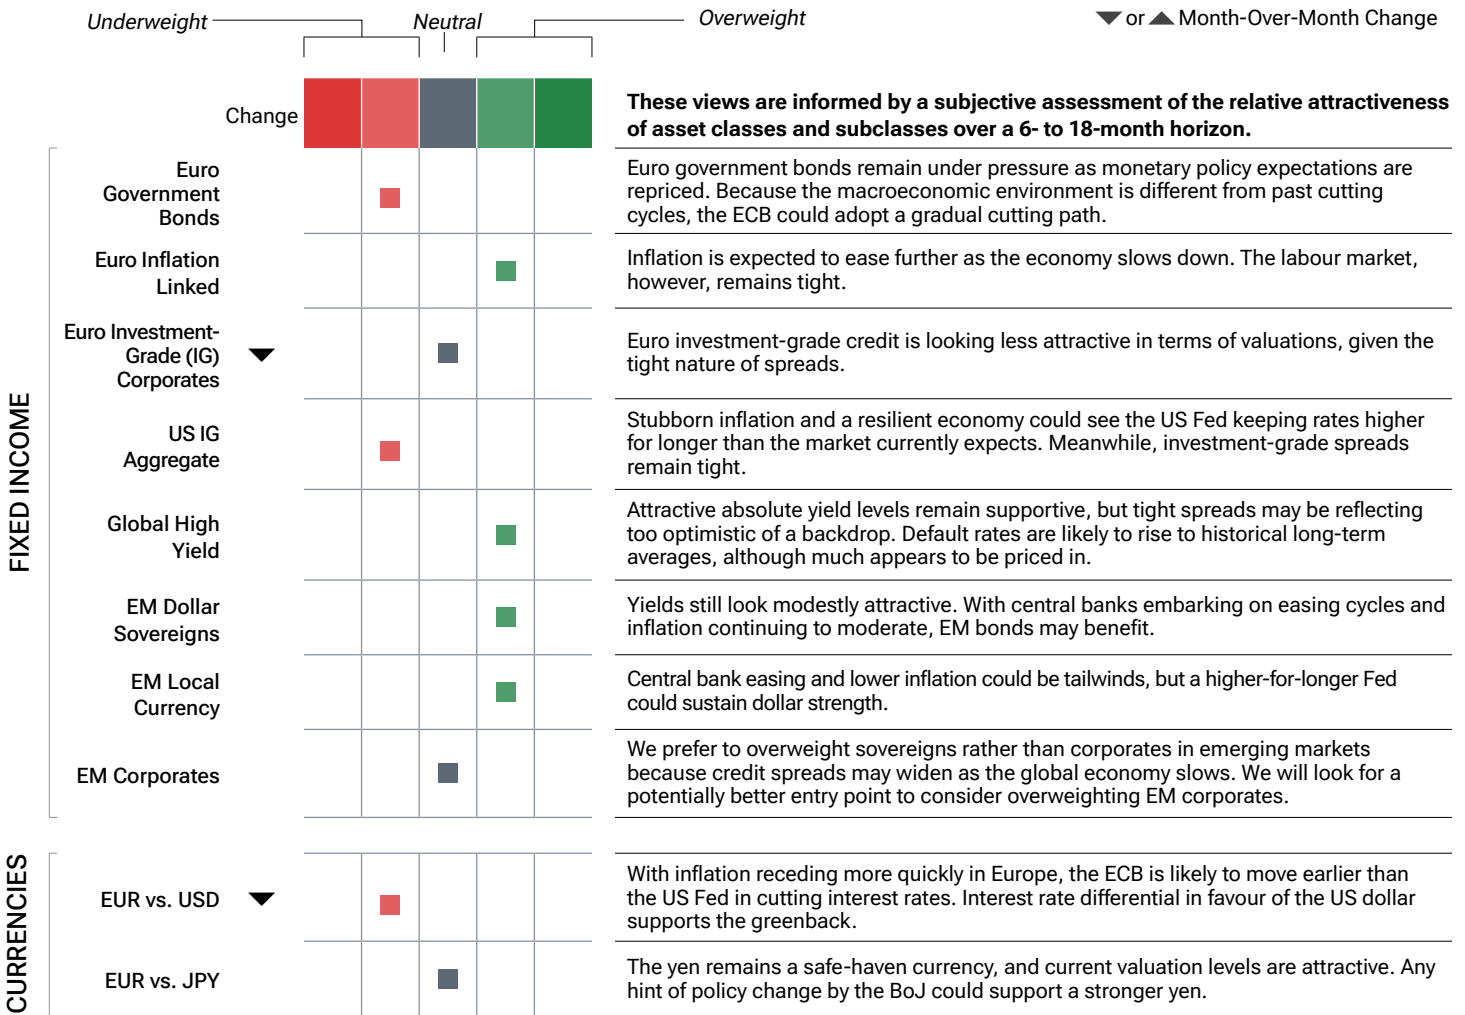 Underweight
Neutral
Overweight
▼ or ▲ Month-Over-Month Change
Change
These views are informed by a subjective assessment of the relative attractiveness
of asset classes and subclasses over a 6- to 18-month horizon.
FIXED INCOME
Euro
Government
Bonds
Euro government bonds remain under pressure as monetary policy expectations are
repriced. Because the macroeconomic environment is different from past cutting
cycles, the ECB could adopt a gradual cutting path.
Euro Inflation
Linked
Inflation is expected to ease further as the economy slows down. The labour market,
however, remains tight.
Euro Investment-
Grade (IG)
Corporates
▼
Euro investment-grade credit is looking less attractive in terms of valuations, given the
tight nature of spreads.
US IG
Aggregate
Stubborn inflation and a resilient economy could see the US Fed keeping rates higher
for longer than the market currently expects. Meanwhile, investment-grade spreads
remain tight.
Global High
Yield
Attractive absolute yield levels remain supportive, but tight spreads may be reflecting
too optimistic of a backdrop. Default rates are likely to rise to historical long-term
averages, although much appears to be priced in.
EM Dollar
Sovereigns
Yields still look modestly attractive. With central banks embarking on easing cycles and
inflation continuing to moderate, EM bonds may benefit.
EM Local
Currency
Central bank easing and lower inflation could be tailwinds, but a higher-for-longer Fed
could sustain dollar strength.
EM Corporates
We prefer to overweight sovereigns rather than corporates in emerging markets
because credit spreads may widen as the global economy slows. We will look for a
potentially better entry point to consider overweighting EM corporates.
CURRENCIES
EUR vs. USD
▼
With inflation receding more quickly in Europe, the ECB is likely to move earlier than
the US Fed in cutting interest rates. Interest rate differential in favour of the US dollar
supports the greenback.
EUR vs. JPY
The yen remains a safe-haven currency, and current valuation levels are attractive. Any
hint of policy change by the BoJ could support a stronger yen.